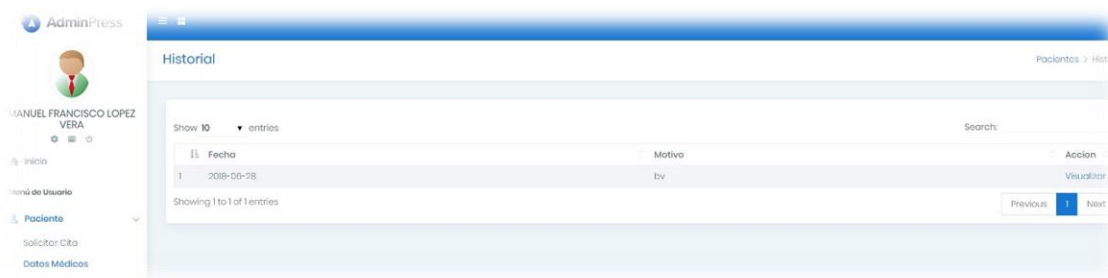 AdminPress
MANUEL FRANCISCO LOPEZ
VERA
Inicio
Menú de Usuario
Paciente
Solicitar Cita
Datos Médicos
Historial
Pacientes > Hist
Show 10 entries
Search:
Fecha Motivo Accion
1 2018-06-28 bv Visualizar
Showing 1 to 1 of 1 entries
Previous 1 Next